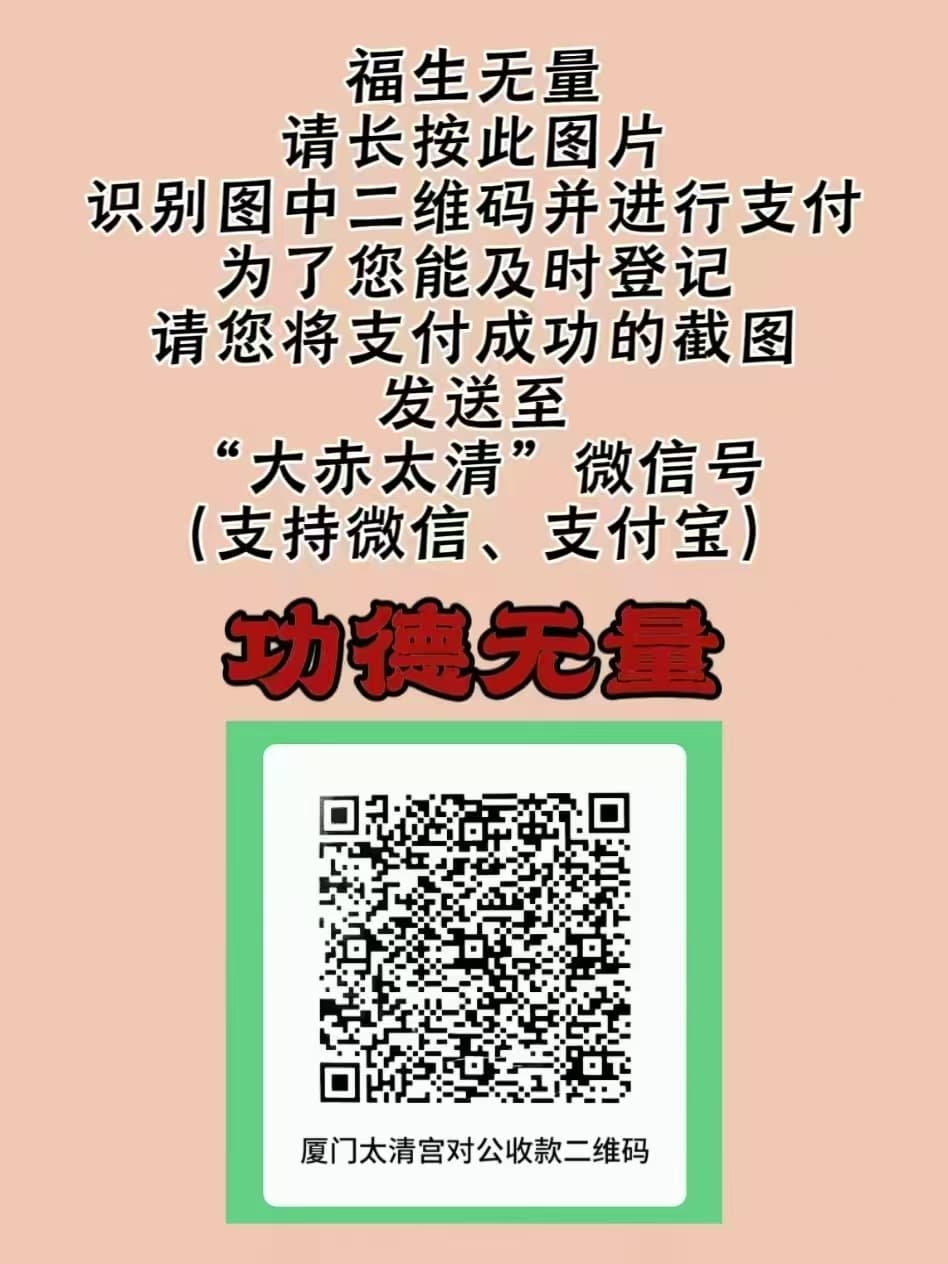 福生无量
请长按此图片
识别图中二维码并进行支付
为了您能及时登记
请您将支付成功的截图
发送至
“大赤太清”微信号
(支持微信、支付宝)
功德无量
厦门太清宫对公收款二维码